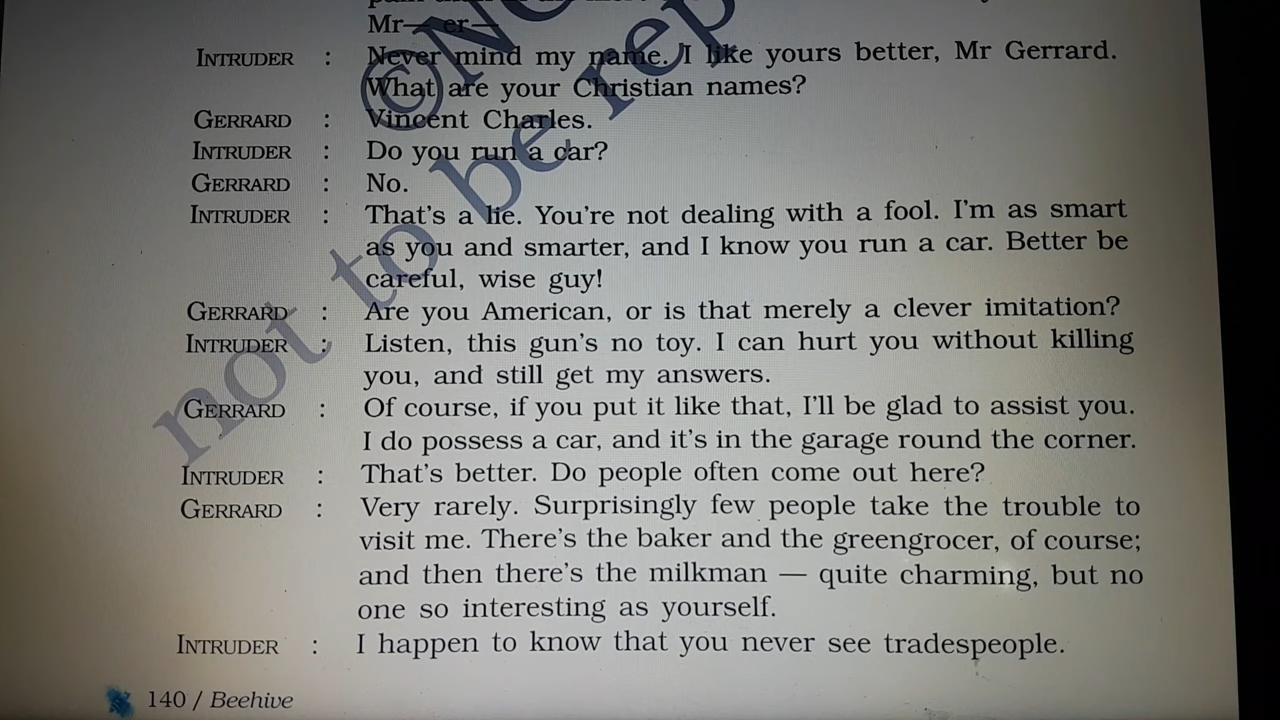 Mr— er—
INTRUDER : Never mind my name. I like yours better, Mr Gerrard.
What are your Christian names?
GERRARD : Vincent Charles.
INTRUDER : Do you run a car?
GERRARD : No.
INTRUDER : That's a lie. You're not dealing with a fool. I'm as smart
as you and smarter, and I know you run a car. Better be
careful, wise guy!
GERRARD : Are you American, or is that merely a clever imitation?
INTRUDER : Listen, this gun's no toy. I can hurt you without killing
you, and still get my answers.
GERRARD : Of course, if you put it like that, I'll be glad to assist you.
I do possess a car, and it's in the garage round the corner.
INTRUDER : That's better. Do people often come out here?
GERRARD : Very rarely. Surprisingly few people take the trouble to
visit me. There's the baker and the greengrocer, of course;
and then there's the milkman — quite charming, but no
one so interesting as yourself.
INTRUDER : I happen to know that you never see tradespeople.
140 / Beehive
not to be rep